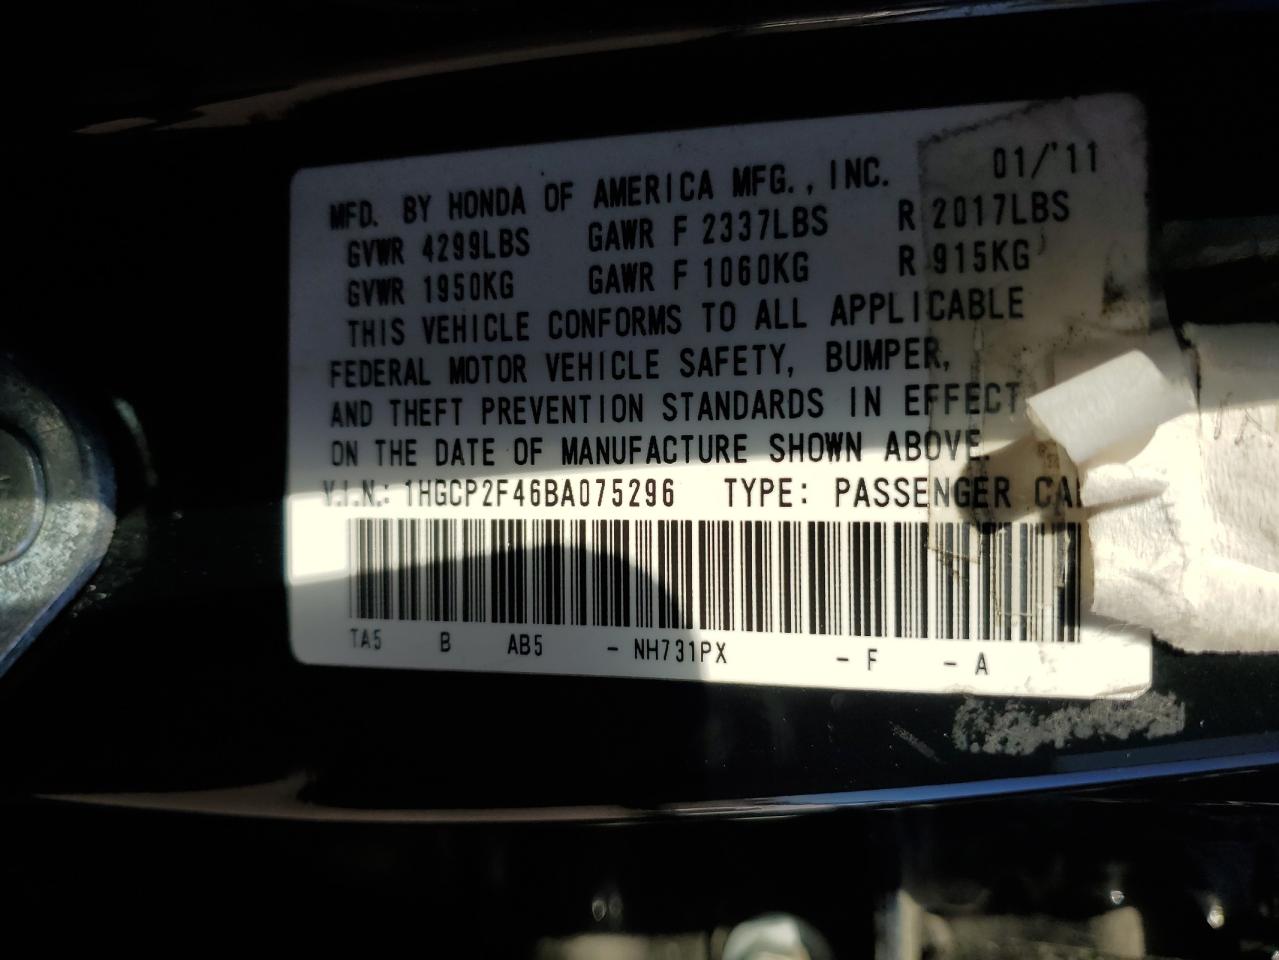 01/'11
MFD. BY HONDA OF AMERICA MFG., INC.
GVWR 4299LBS GAWR F 2337LBS R 2017LBS
GVWR 1950KG GAWR F 1060KG R 915KG
THIS VEHICLE CONFORMS TO ALL APPLICABLE
FEDERAL MOTOR VEHICLE SAFETY, BUMPER,
AND THEFT PREVENTION STANDARDS IN EFFECT
ON THE DATE OF MANUFACTURE SHOWN ABOVE.
V.I.N.: 1HGCP2F46BA075296 TYPE: PASSENGER
TA5 B AB5 - NH731PX - F - A